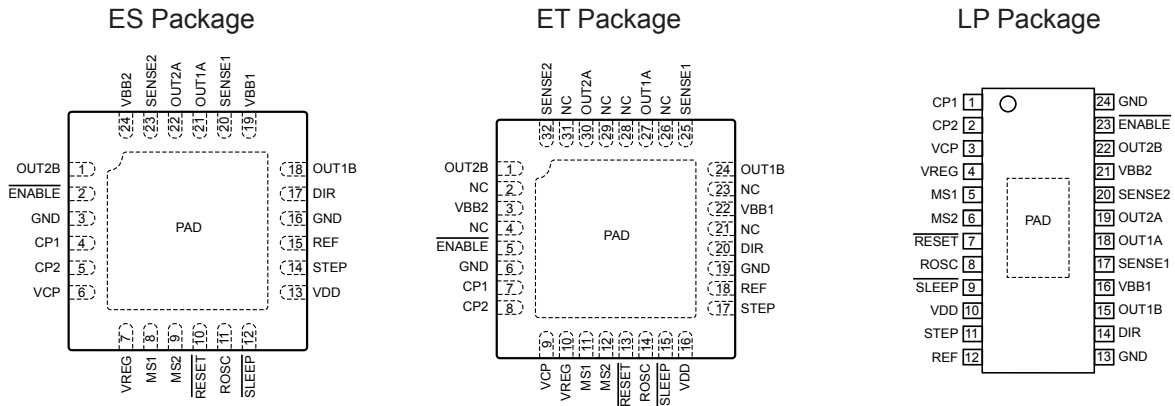 ES Package
VBB2
SENSE2
OUT2A
OUT1A
SENSE1
VBB1
24
23
22
21
20
19
OUT2B 1
ENABLE 2
GND 3
CP1 4
CP2 5
VCP 6
PAD
18 OUT1B
17 DIR
16 GND
15 REF
14 STEP
13 VDD
7
8
9
10
11
12
VREG
MS1
MS2
RESET
ROSC
SLEEP
ET Package
SENSE2
NC
OUT2A
NC
NC
OUT1A
NC
SENSE1
32
31
30
29
28
27
26
25
OUT2B 1
NC 2
VBB2 3
NC 4
ENABLE 5
GND 6
CP1 7
CP2 8
PAD
24 OUT1B
23 NC
22 VBB1
21 NC
20 DIR
19 GND
18 REF
17 STEP
9
10
11
12
13
14
15
16
VCP
VREG
MS1
MS2
RESET
ROSC
SLEEP
VDD
LP Package
CP1 1
CP2 2
VCP 3
VREG 4
MS1 5
MS2 6
RESET 7
ROSC 8
SLEEP 9
VDD 10
STEP 11
REF 12
PAD
24 GND
23 ENABLE
22 OUT2B
21 VBB2
20 SENSE2
19 OUT2A
18 OUT1A
17 SENSE1
16 VBB1
15 OUT1B
14 DIR
13 GND